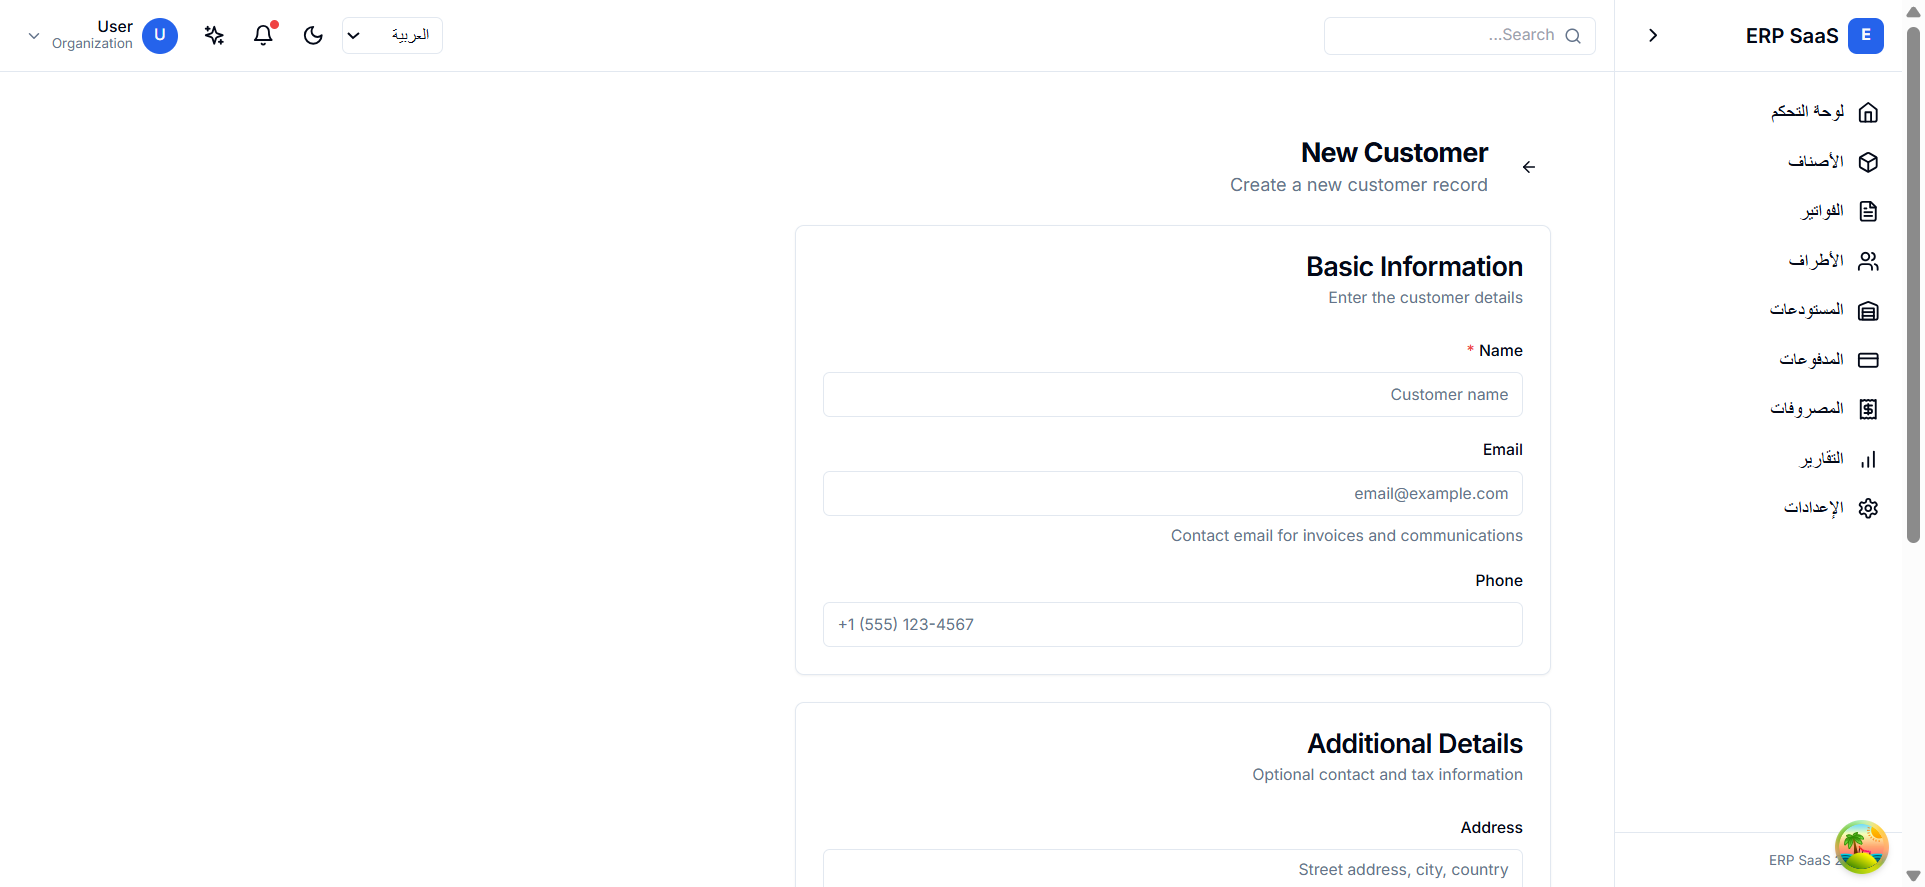 ERP SaaS
E
Search...
العربية
User
Organization
U
لوحة التحكم
الأصناف
الفواتير
الأطراف
المستودعات
المدفوعات
المصروفات
التقارير
الإعدادات
ERP SaaS
New Customer
Create a new customer record
Basic Information
Enter the customer details
Name *
Customer name
Email
email@example.com
Contact email for invoices and communications
Phone
+1 (555) 123-4567
Additional Details
Optional contact and tax information
Address
Street address, city, country